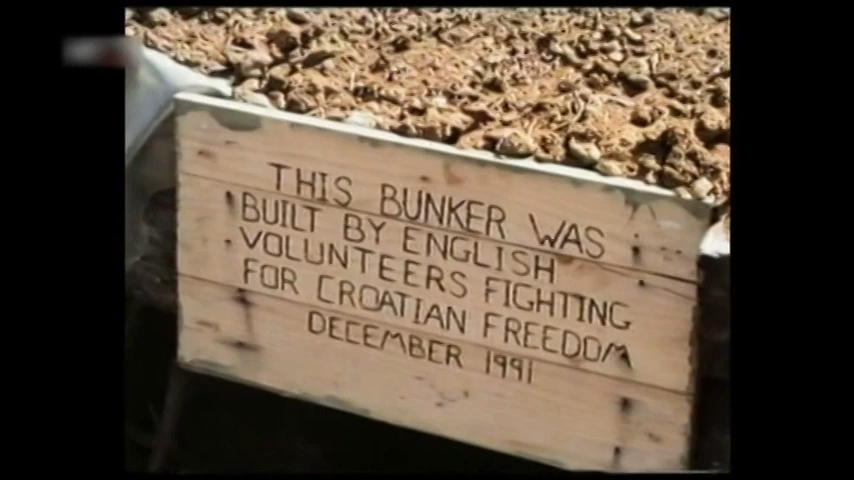 THIS BUNKER WAS
BUILT BY ENGLISH
VOLUNTEERS FIGHTING
FOR CROATIAN FREEDOM
DECEMBER 1991